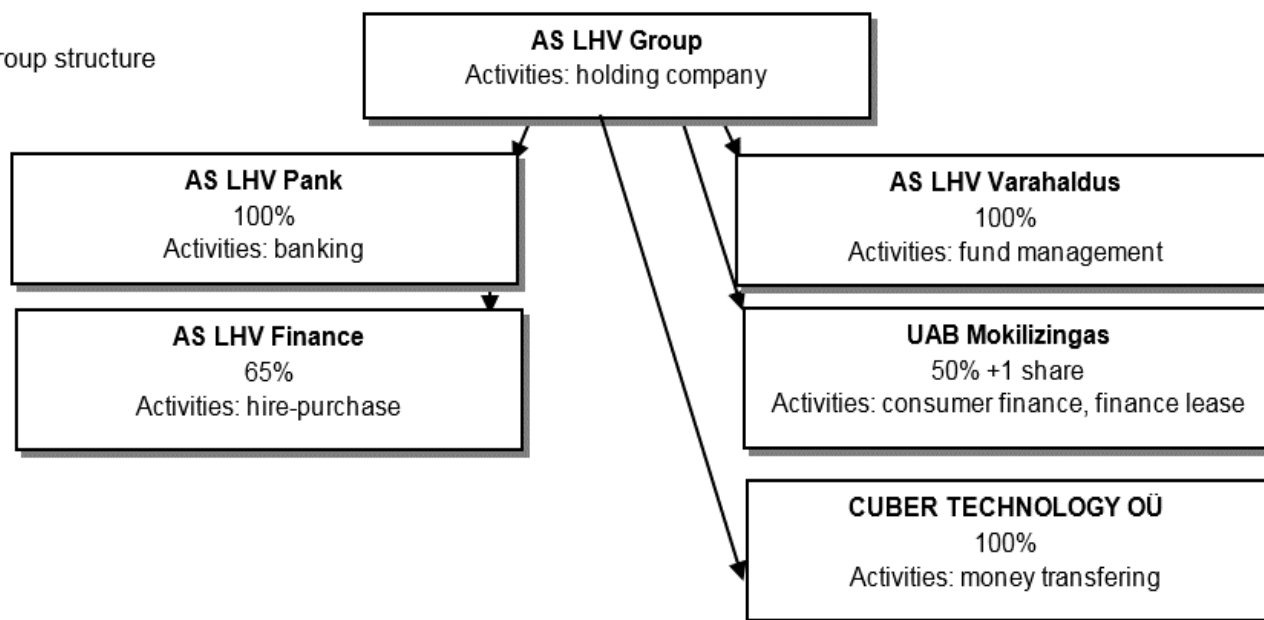 roup structure
AS LHV Group
Activities: holding company
AS LHV Pank
100%
Activities: banking
AS LHV Varahaldus
100%
Activities: fund management
AS LHV Finance
65%
Activities: hire-purchase
UAB Mokilizingas
50% +1 share
Activities: consumer finance, finance lease
CUBER TECHNOLOGY OÜ
100%
Activities: money transfering